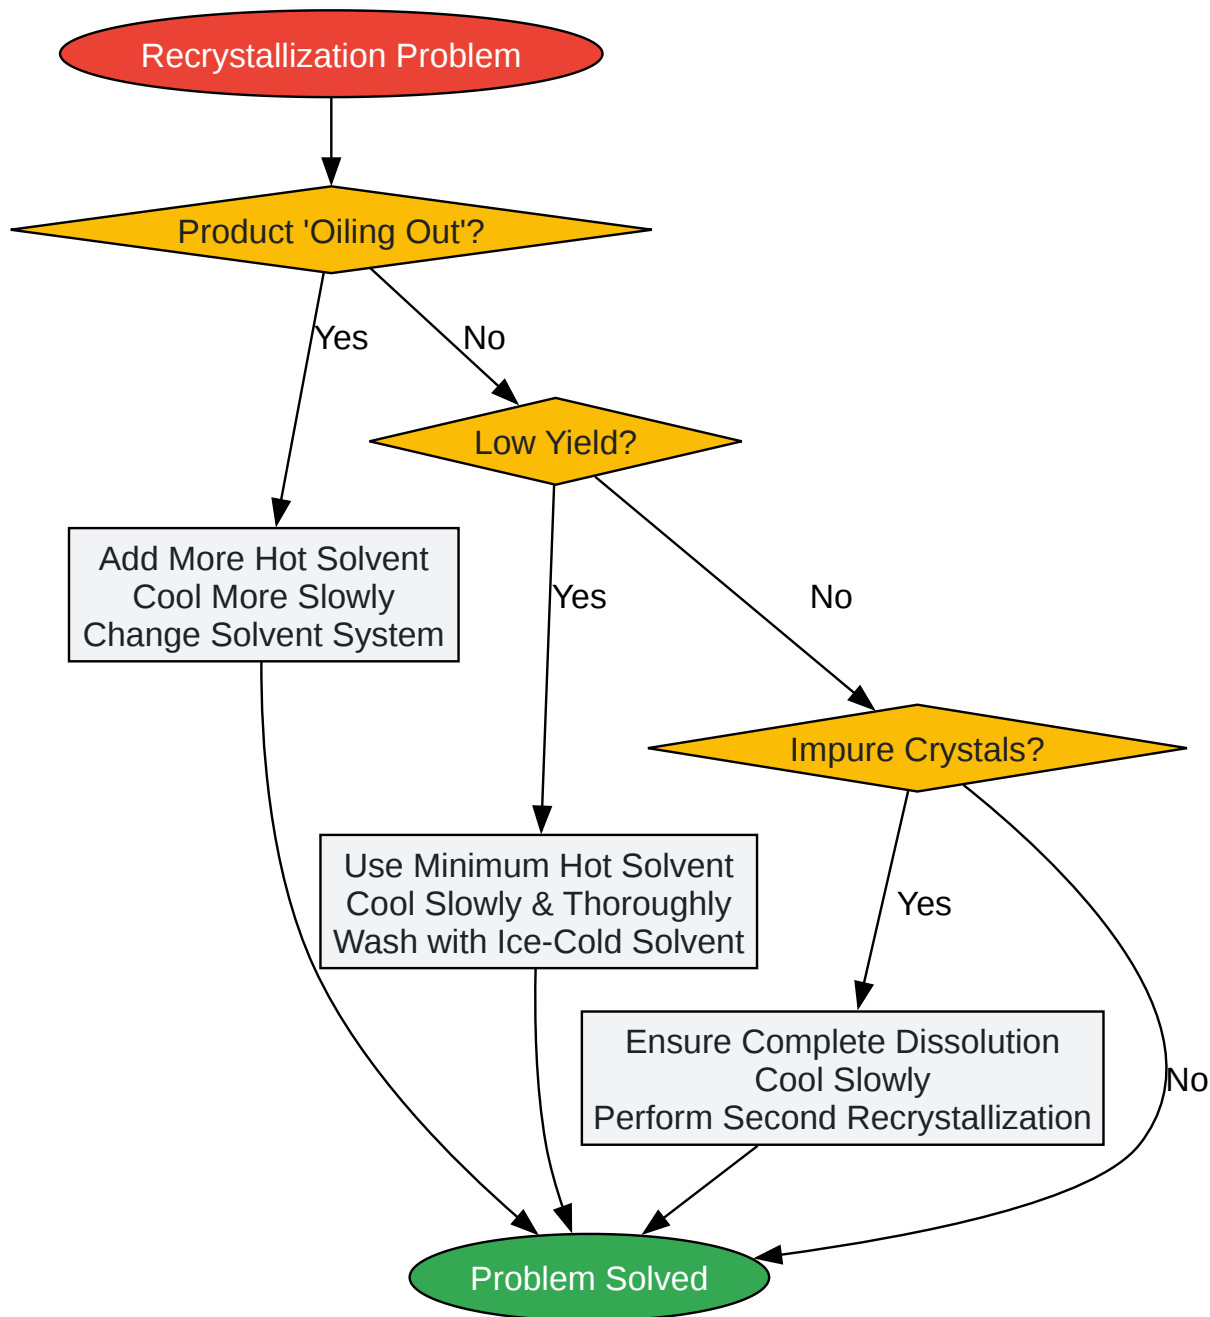 Recrystallization Problem
Product 'Oiling Out'?
Yes
No
Low Yield?
Add More Hot Solvent
Cool More Slowly
Change Solvent System
Yes
No
Impure Crystals?
Use Minimum Hot Solvent
Cool Slowly & Thoroughly
Wash with Ice-Cold Solvent
Yes
No
Ensure Complete Dissolution
Cool Slowly
Perform Second Recrystallization
Problem Solved